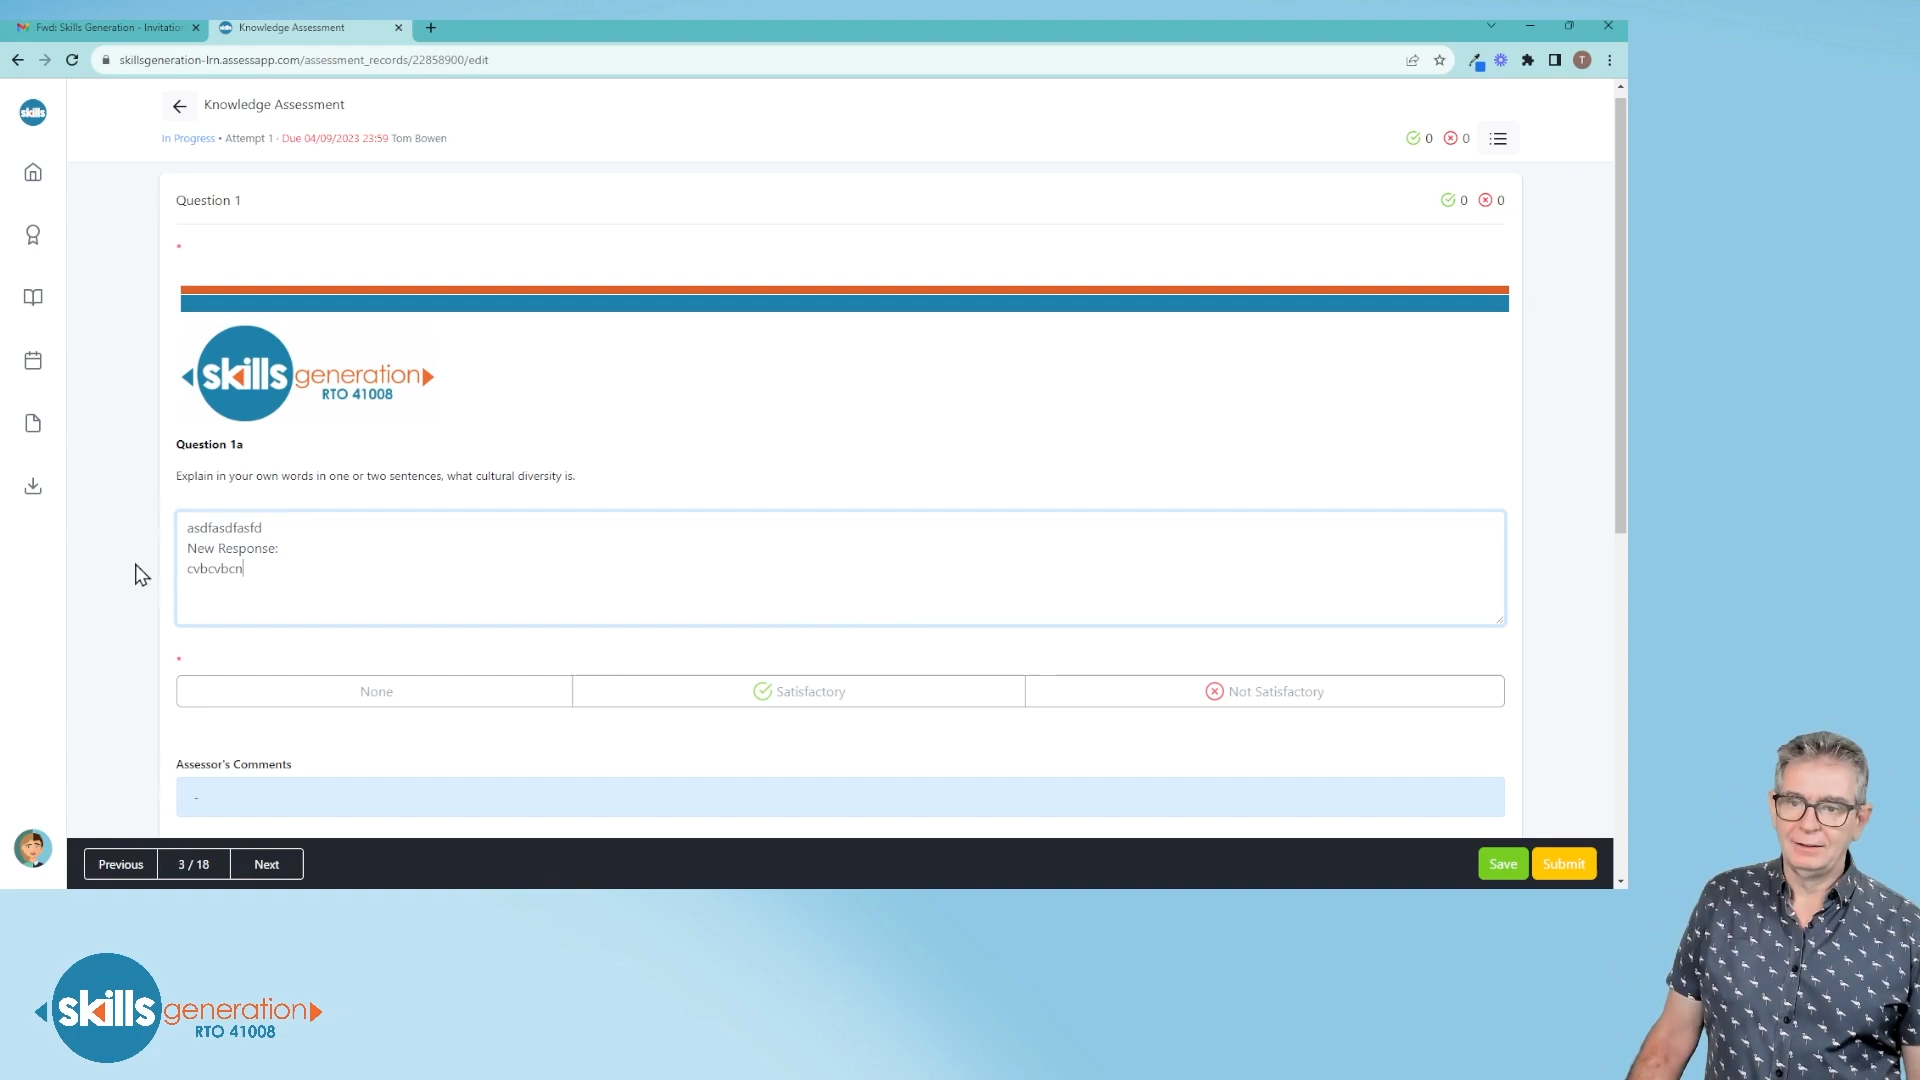 Fwd: Skills Generation - Invitatio
Knowledge Assessment
skillsgeneration-lrn.assessapp.com/assessment_records/22858900/edit
T
skills
Knowledge Assessment
In Progress • Attempt 1 · Due 04/09/2023 23:59 Tom Bowen
0 0
Question 1
0 0
*
skills generation
RTO 41008
Question 1a
Explain in your own words in one or two sentences, what cultural diversity is.
asdfasdfasfd
New Response:
cvbcvbcn
*
None Satisfactory Not Satisfactory
Assessor's Comments
-
Previous 3 / 18 Next Save Submit
skills generation
RTO 41008